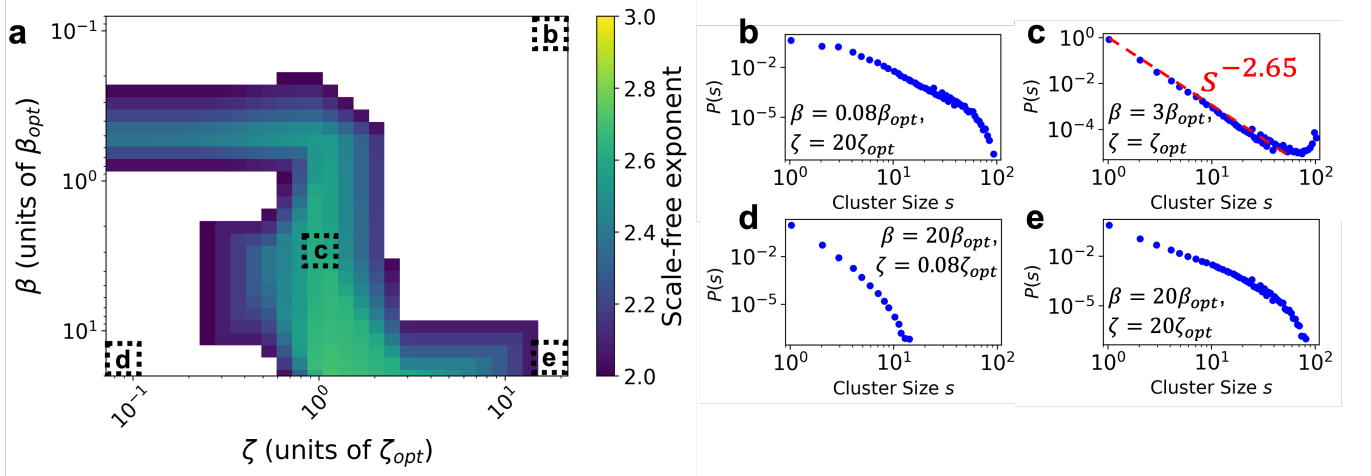 a
β (units of β_opt)
10^-1
10^0
10^1
b
c
d
e
10^-1
10^0
10^1
ζ (units of ζ_opt)
3.0
2.8
2.6
2.4
2.2
2.0
Scale-free exponent
b
P(s)
10^-2
10^-5
β = 0.08β_opt,
ζ = 20ζ_opt
10^0
10^1
10^2
Cluster Size s
c
P(s)
10^0
10^-2
10^-4
s^-2.65
β = 3β_opt,
ζ = ζ_opt
10^0
10^1
10^2
Cluster Size s
d
P(s)
10^-2
10^-5
β = 20β_opt,
ζ = 0.08ζ_opt
10^0
10^1
10^2
Cluster Size s
e
P(s)
10^-2
10^-5
β = 20β_opt,
ζ = 20ζ_opt
10^0
10^1
10^2
Cluster Size s